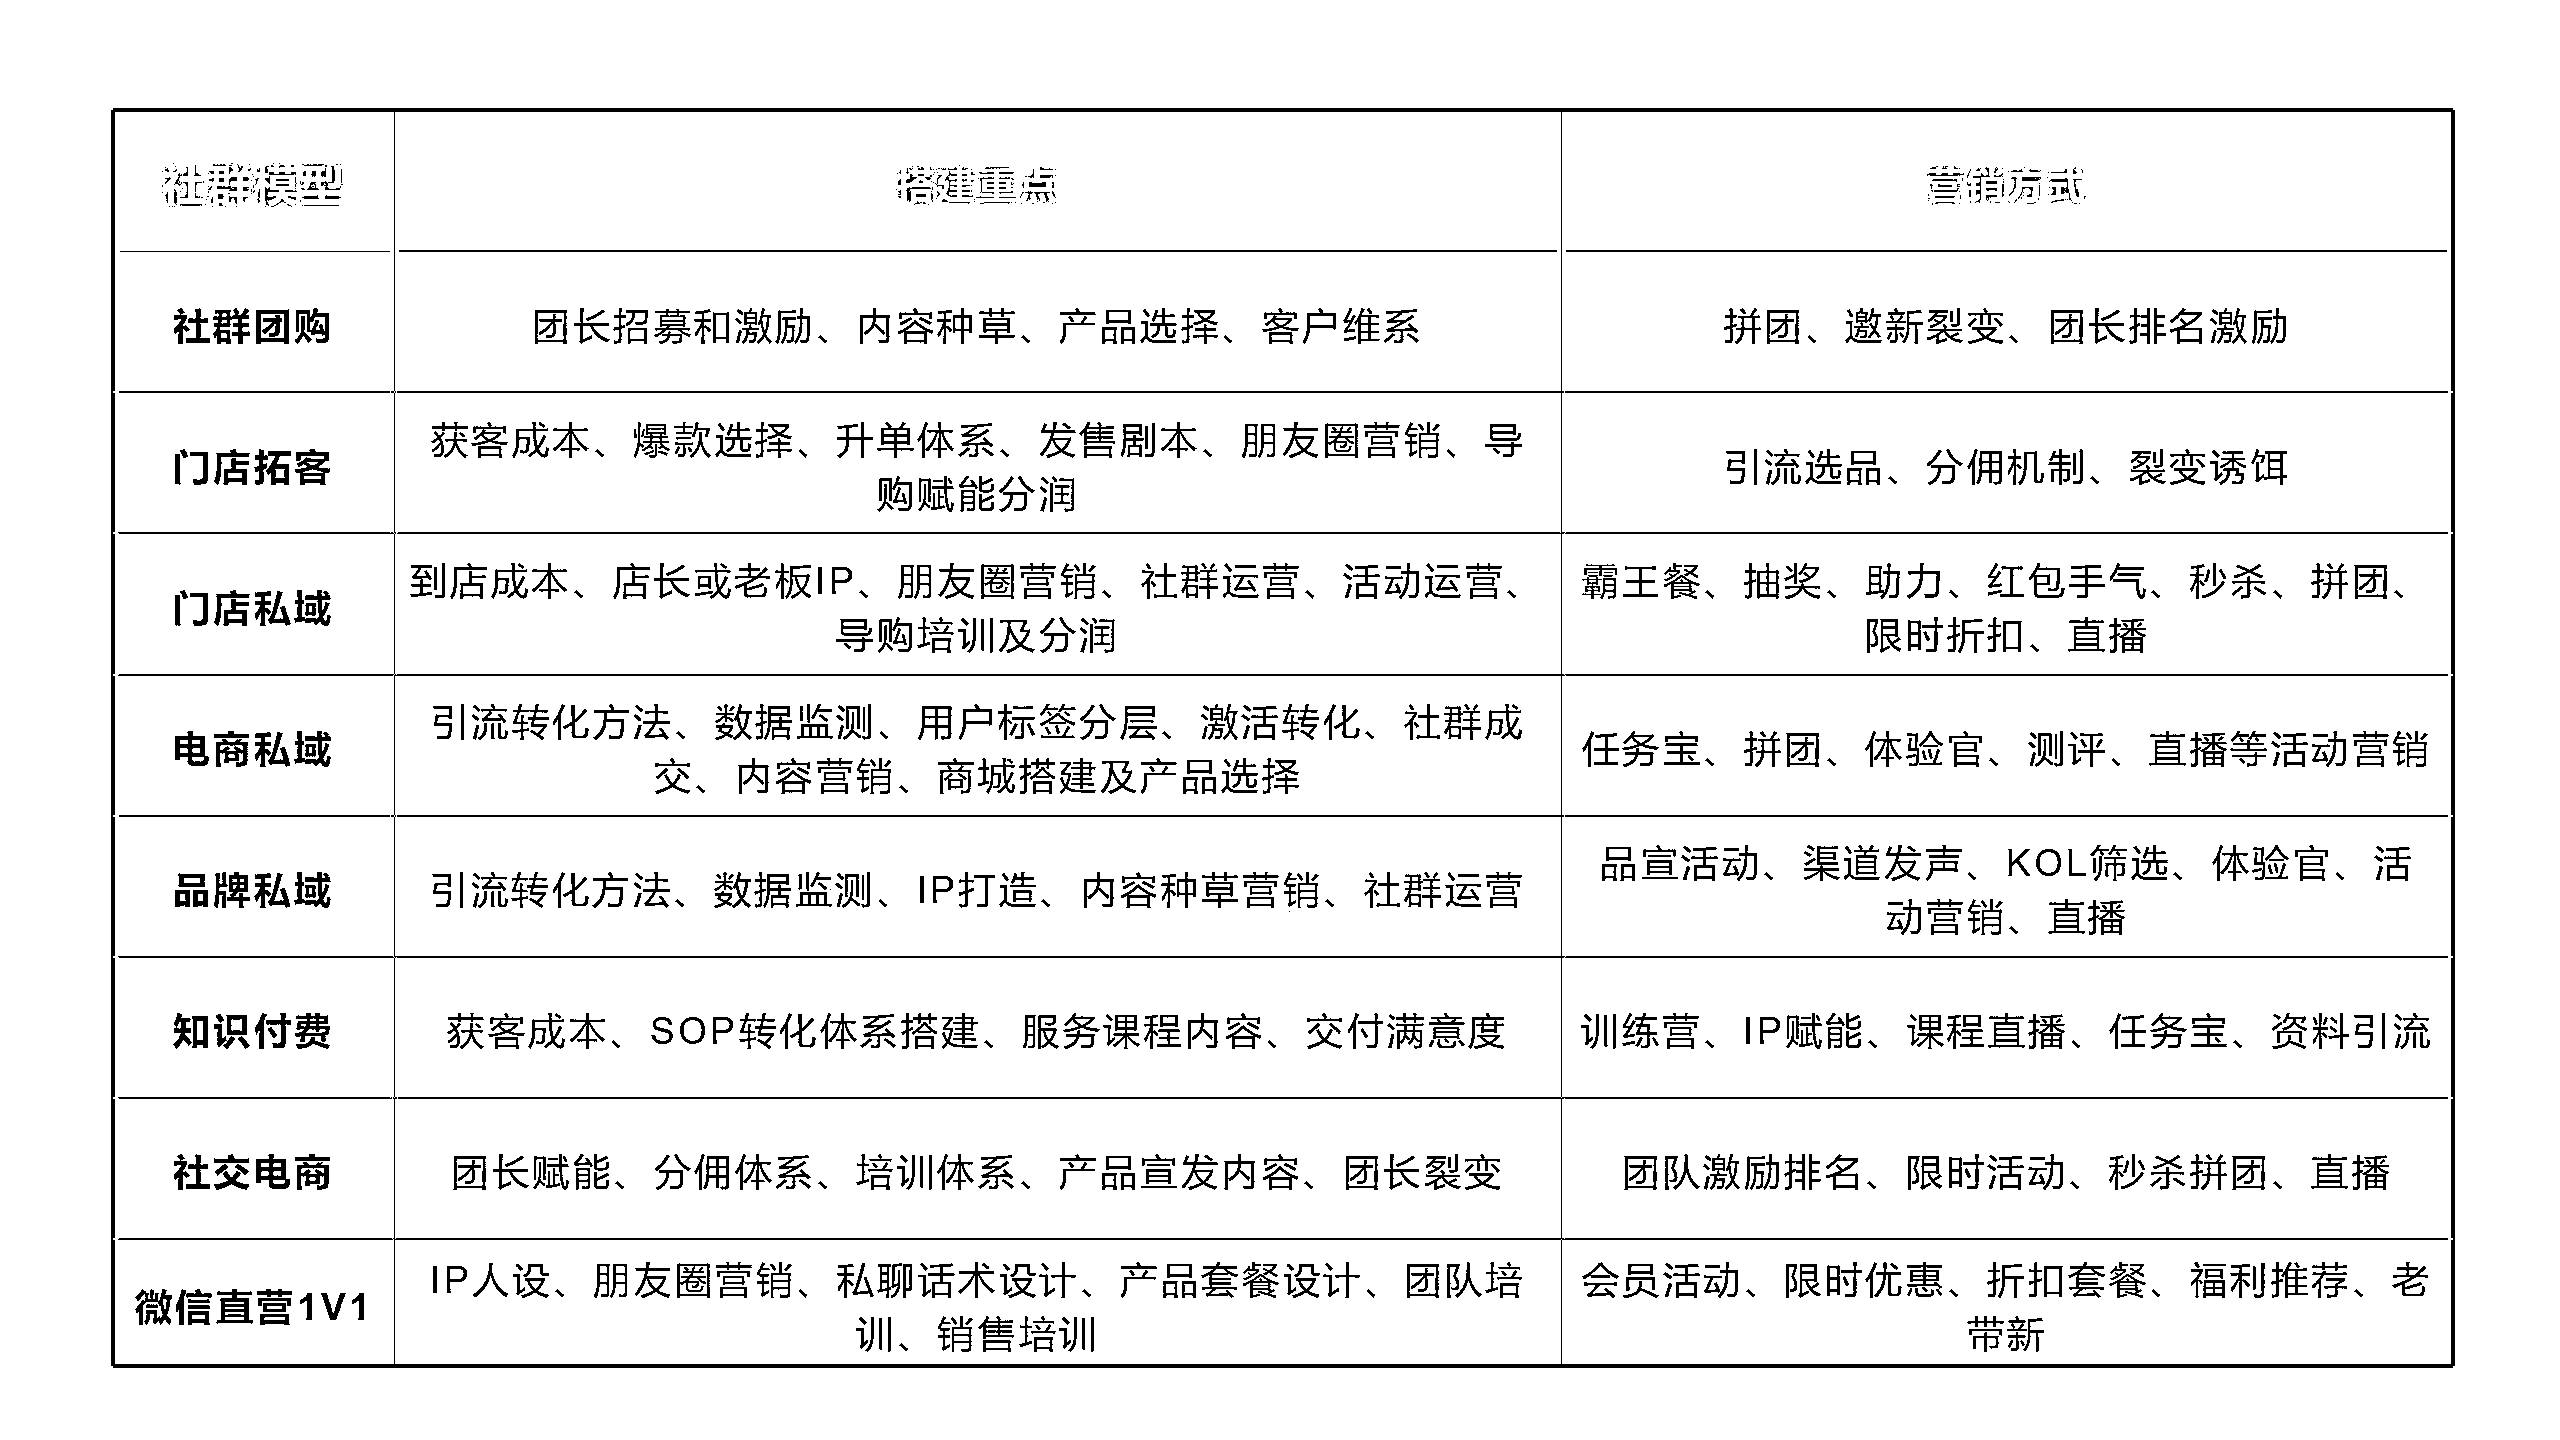 社群模型 搭建重点 营销方式
社群团购 团长招募和激励、内容种草、产品选择、客户维系 拼团、邀新裂变、团长排名激励
门店拓客 获客成本、爆款选择、升单体系、发售剧本、朋友圈营销、导
购赋能分润 引流选品、分佣机制、裂变诱饵
门店私域 到店成本、店长或老板IP、朋友圈营销、社群运营、活动运营、
导购培训及分润 霸王餐、抽奖、助力、红包手气、秒杀、拼团、
限时折扣、直播
电商私域 引流转化方法、数据监测、用户标签分层、激活转化、社群成
交、内容营销、商城搭建及产品选择 任务宝、拼团、体验官、测评、直播等活动营销
品牌私域 引流转化方法、数据监测、IP打造、内容种草营销、社群运营 品宣活动、渠道发声、KOL筛选、体验官、活
动营销、直播
知识付费 获客成本、SOP转化体系搭建、服务课程内容、交付满意度 训练营、IP赋能、课程直播、任务宝、资料引流
社交电商 团长赋能、分佣体系、培训体系、产品宣发内容、团长裂变 团队激励排名、限时活动、秒杀拼团、直播
微信直营1V1 IP人设、朋友圈营销、私聊话术设计、产品套餐设计、团队培
训、销售培训 会员活动、限时优惠、折扣套餐、福利推荐、老
带新